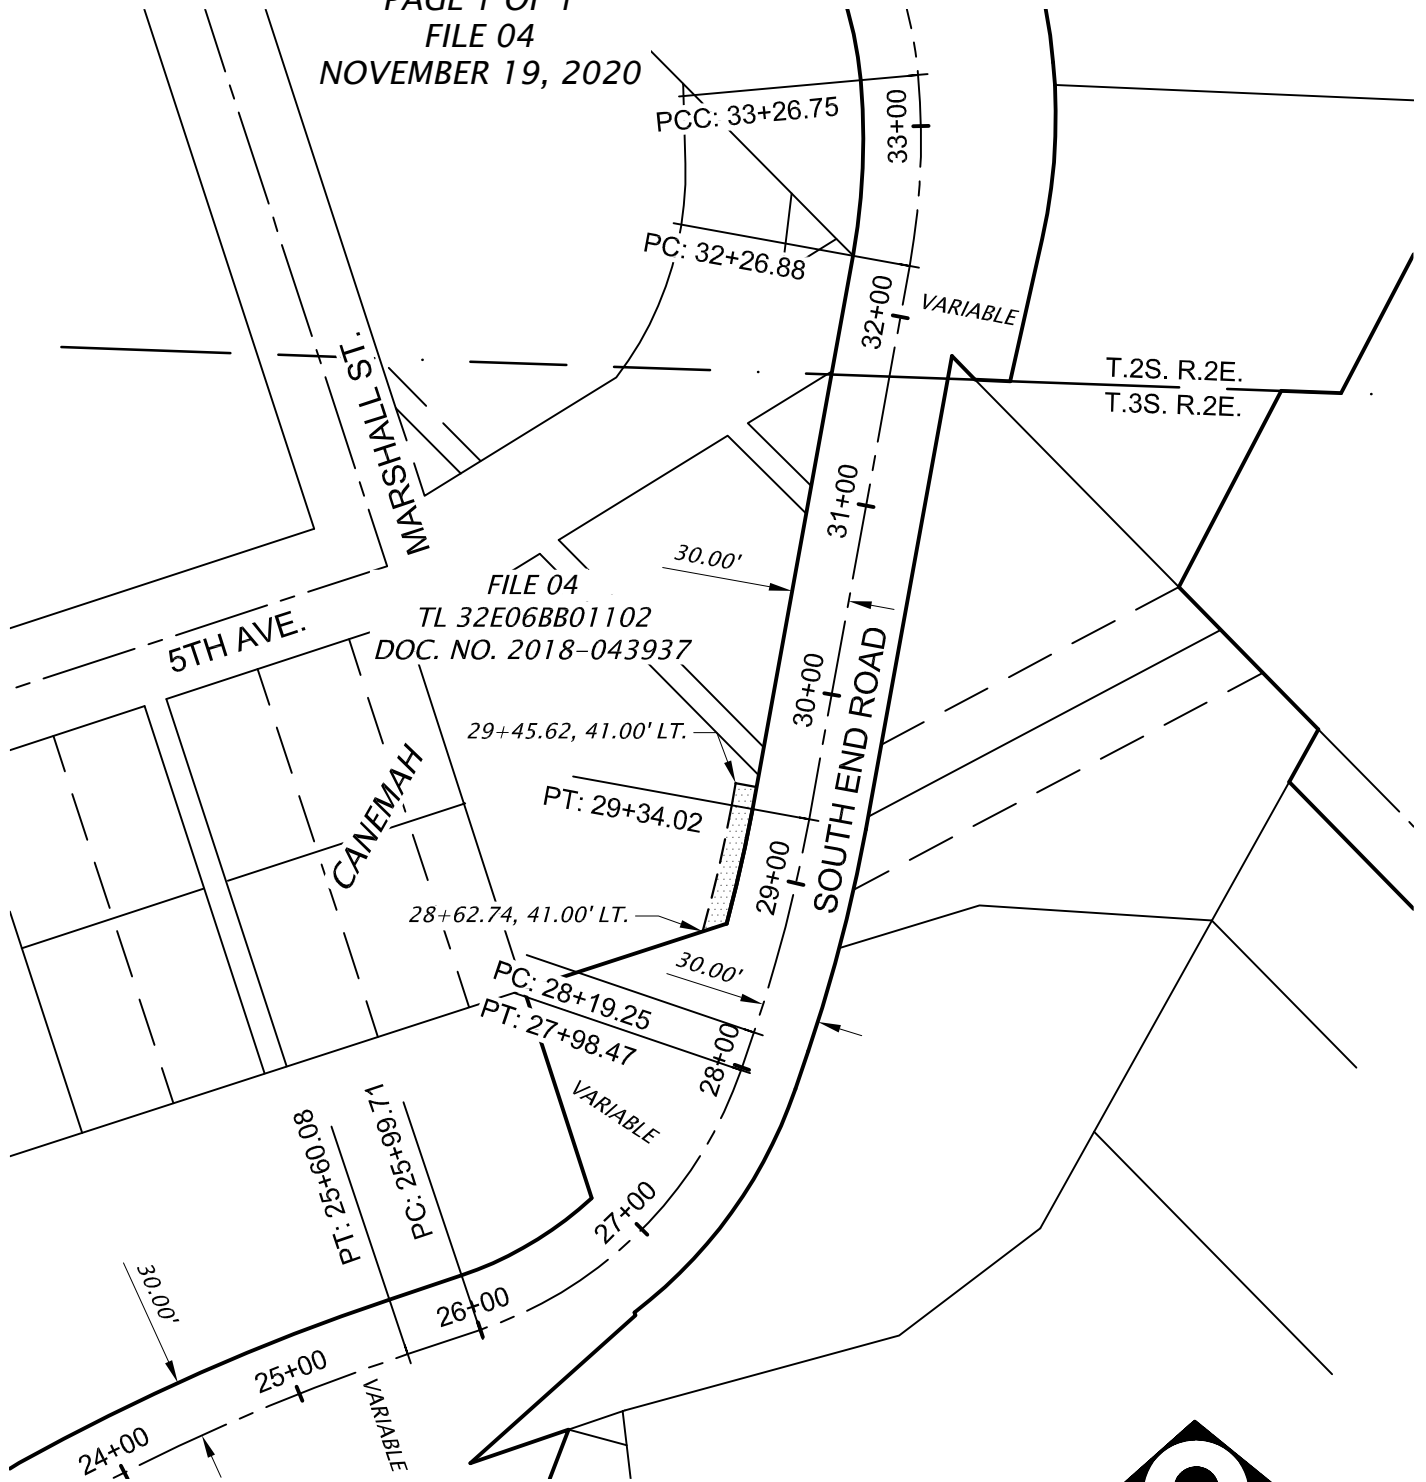 PAGE 1 OF 1
FILE 04
NOVEMBER 19, 2020
PCC: 33+26.75
33+00
PC: 32+26.88
32+00
VARIABLE
MARSHALL ST.
T.2S. R.2E.
T.3S. R.2E.
31+00
30.00'
FILE 04
TL 32E06BB01102
DOC. NO. 2018-043937
5TH AVE.
30+00
SOUTH END ROAD
29+45.62, 41.00' LT.
CANEMAH
PT: 29+34.02
29+00
28+62.74, 41.00' LT.
30.00'
PC: 28+19.25
PT: 27+98.47
28+00
VARIABLE
PC: 25+99.71
PT: 25+60.08
27+00
30.00'
26+00
25+00
VARIABLE
24+00